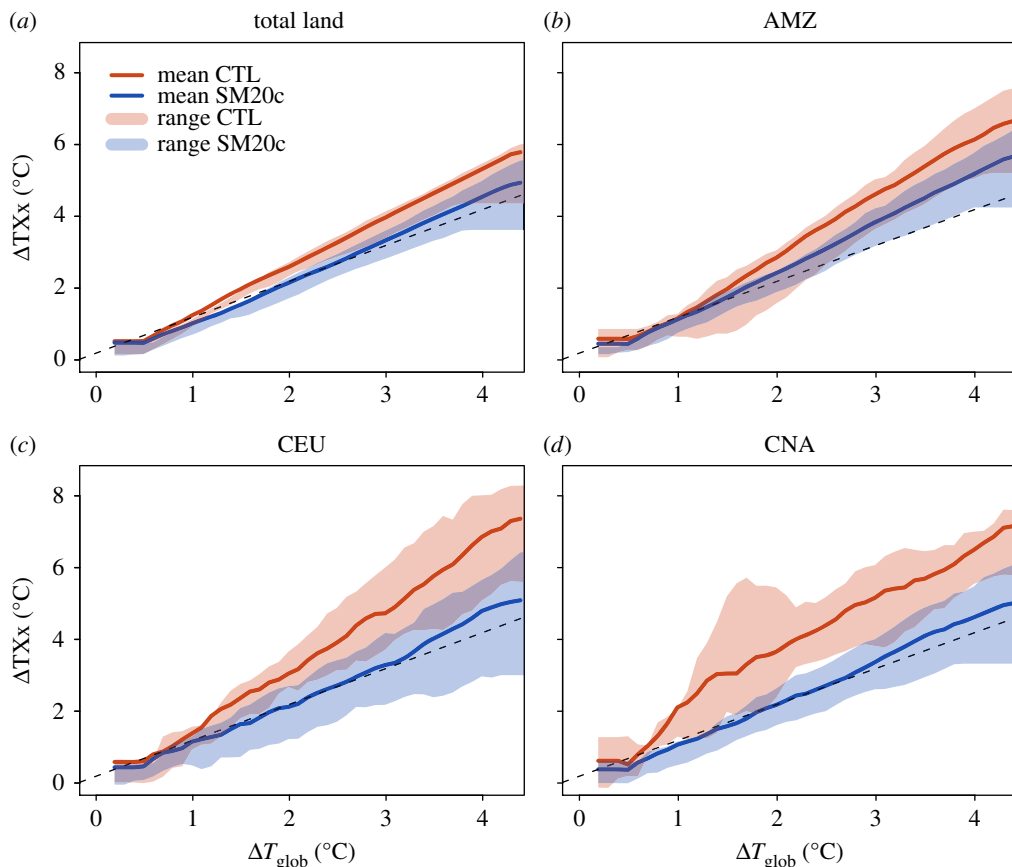 (a) total land
(b) AMZ
mean CTL
mean SM20c
range CTL
range SM20c
ΔTXx (°C)
8
6
4
2
0
0 1 2 3 4
0 1 2 3 4
(c) CEU
(d) CNA
ΔTXx (°C)
8
6
4
2
0
0 1 2 3 4
0 1 2 3 4
ΔT_glob (°C)
ΔT_glob (°C)